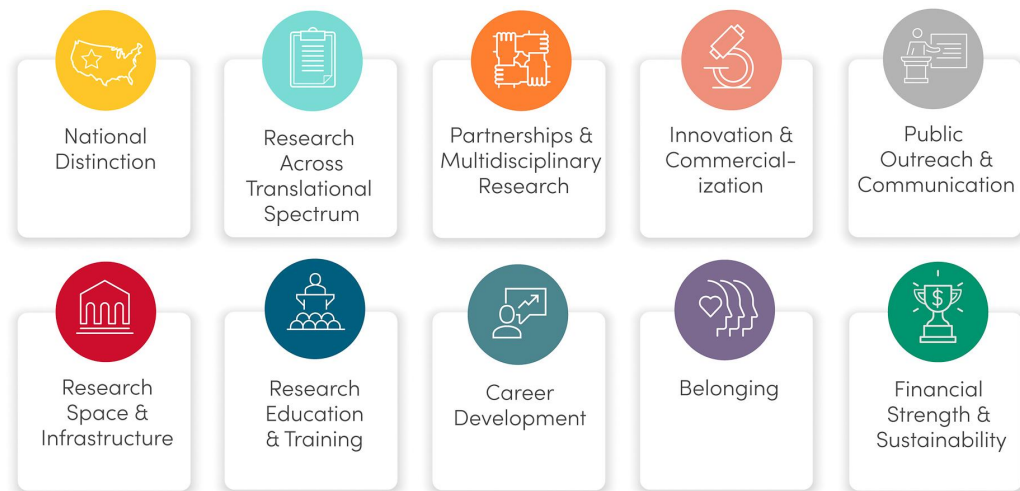 National
Distinction
Research
Across
Translational
Spectrum
Partnerships &
Multidisciplinary
Research
Innovation &
Commercial-
ization
Public
Outreach &
Communication
Research
Space &
Infrastructure
Research
Education
& Training
Career
Development
Belonging
$
Financial
Strength &
Sustainability